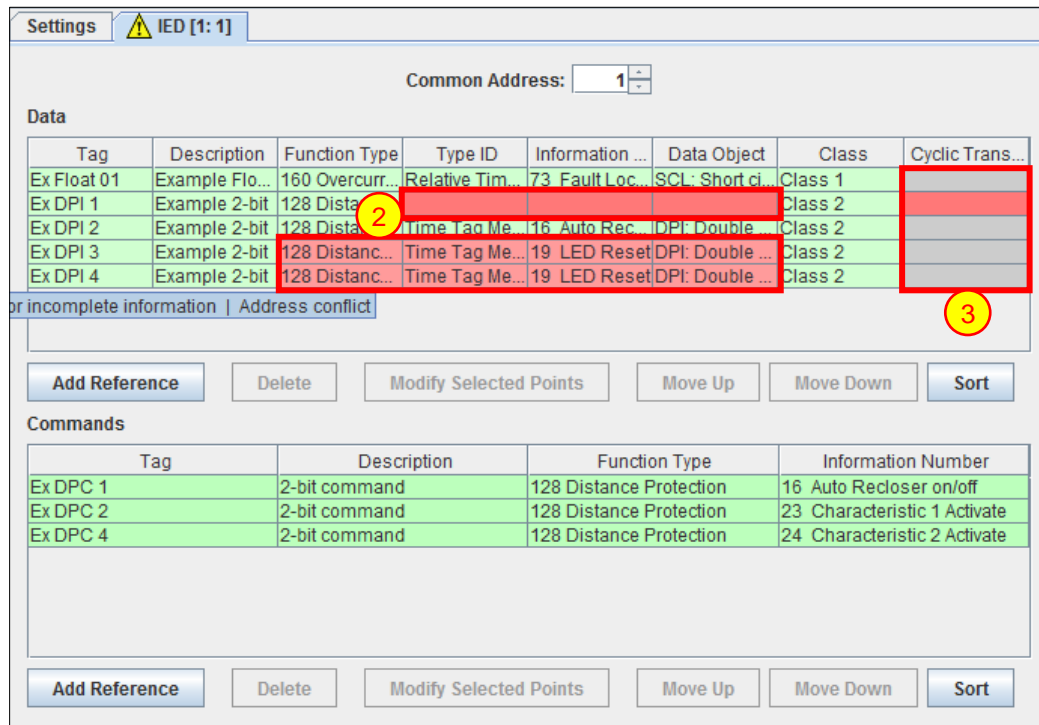 Settings IED [1: 1]
Common Address: 1
Data
Tag Description Function Type Type ID Information ... Data Object Class Cyclic Trans...
Ex Float 01 Example Flo... 160 Overcurr... Relative Tim... 73 Fault Loc... SCL: Short ci... Class 1
Ex DPI 1 Example 2-bit 128 Dista Class 2
2
Ex DPI 2 Example 2-bit 128 Dista Time Tag Me... 16 Auto Rec... DPI: Double ... Class 2
Ex DPI 3 Example 2-bit 128 Distanc... Time Tag Me... 19 LED Reset DPI: Double ... Class 2
Ex DPI 4 Example 2-bit 128 Distanc... Time Tag Me... 19 LED Reset DPI: Double ... Class 2
or incomplete information | Address conflict
3
Add Reference Delete Modify Selected Points Move Up Move Down Sort
Commands
Tag Description Function Type Information Number
Ex DPC 1 2-bit command 128 Distance Protection 16 Auto Recloser on/off
Ex DPC 2 2-bit command 128 Distance Protection 23 Characteristic 1 Activate
Ex DPC 4 2-bit command 128 Distance Protection 24 Characteristic 2 Activate
Add Reference Delete Modify Selected Points Move Up Move Down Sort